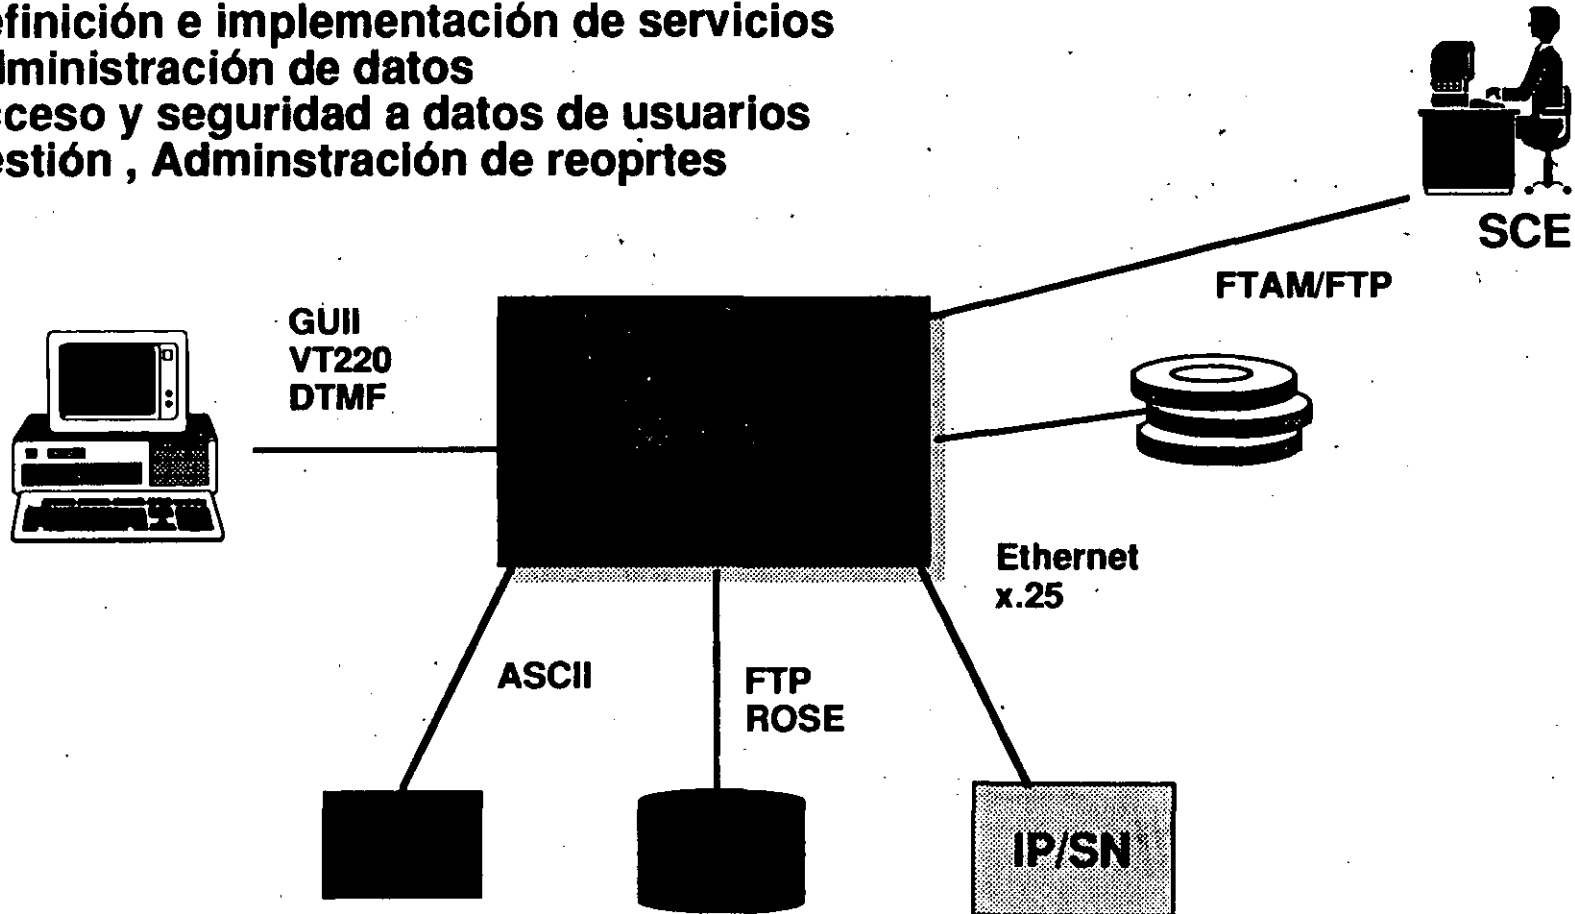 efinición e implementación de servicios
dministración de datos
cceso y seguridad a datos de usuarios
estión , Adminstración de reoprtes
SCE
FTAM/FTP
GUII
VT220
DTMF
Ethernet
x.25
ASCII
FTP
ROSE
IP/SN